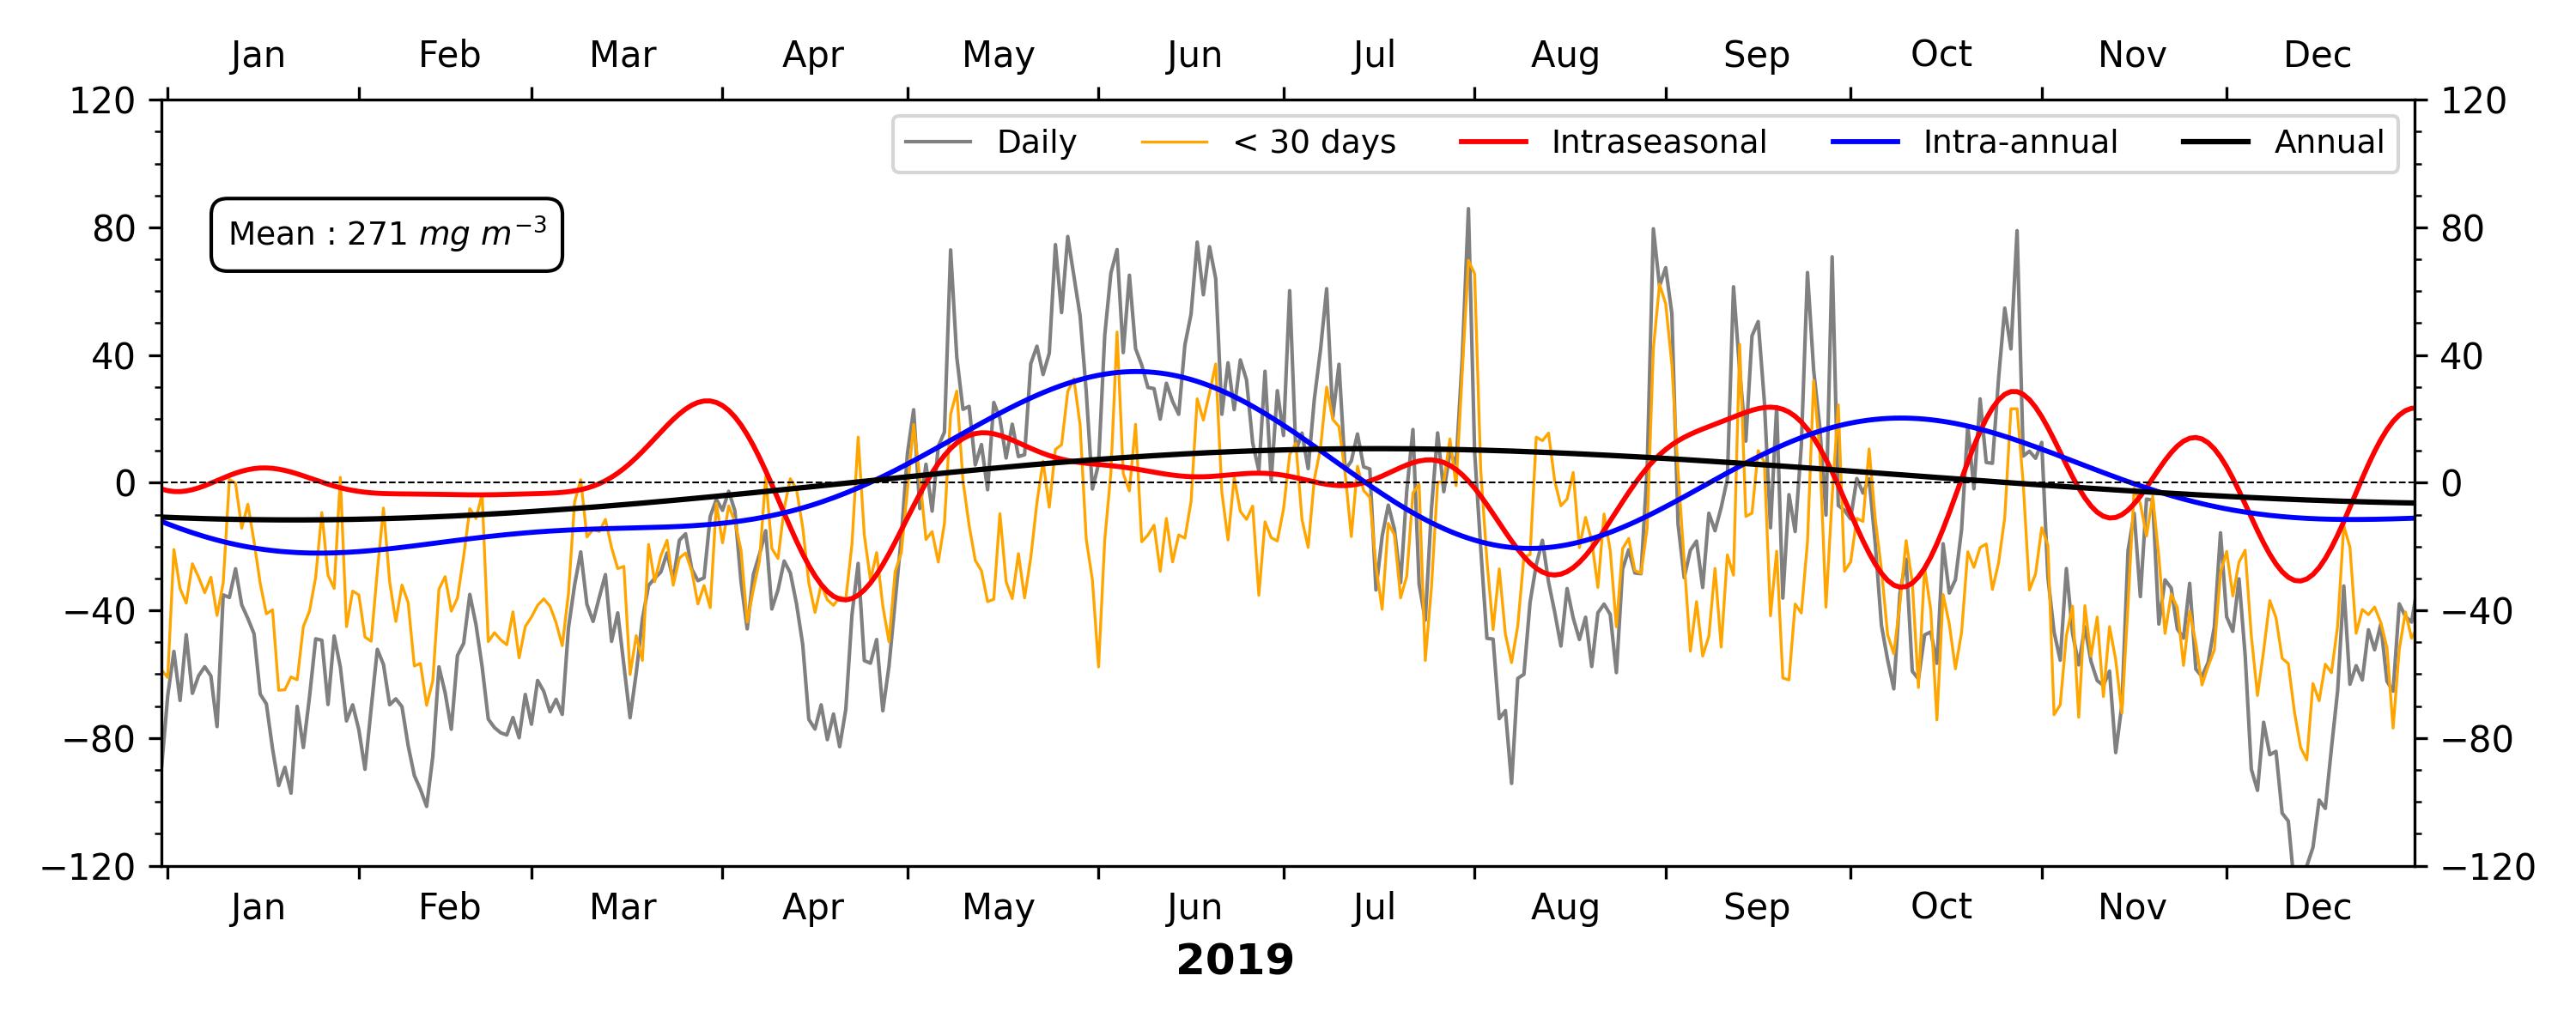 Jan Feb Mar Apr May Jun Jul Aug Sep Oct Nov Dec
120 120
Daily < 30 days Intraseasonal Intra-annual Annual
80 80
Mean : 271 mg m⁻³
40 40
0 0
−40 −40
−80 −80
−120 −120
Jan Feb Mar Apr May Jun Jul Aug Sep Oct Nov Dec
2019